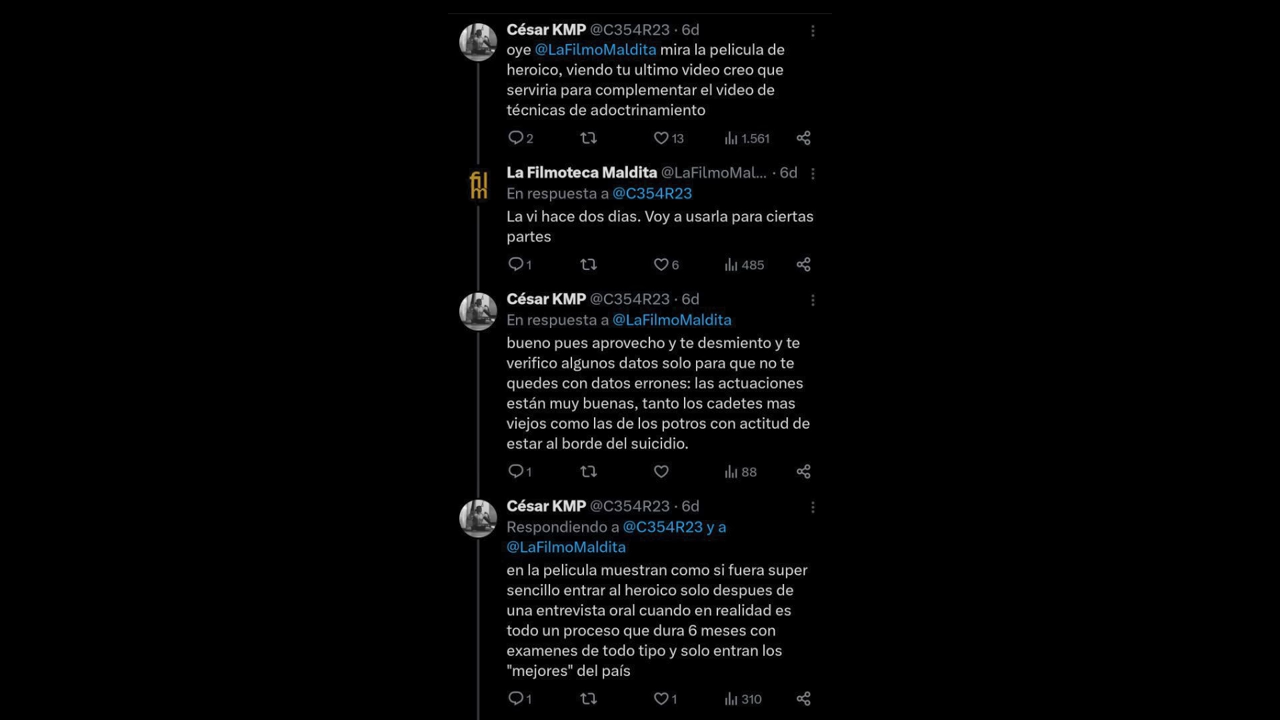 César KMP @C354R23 · 6d
oye @LaFilmoMaldita mira la pelicula de
heroico, viendo tu ultimo video creo que
serviria para complementar el video de
técnicas de adoctrinamiento
2 13 1.561
film
La Filmoteca Maldita @LaFilmoMal... · 6d
En respuesta a @C354R23
La vi hace dos dias. Voy a usarla para ciertas
partes
1 6 485
César KMP @C354R23 · 6d
En respuesta a @LaFilmoMaldita
bueno pues aprovecho y te desmiento y te
verifico algunos datos solo para que no te
quedes con datos errones: las actuaciones
están muy buenas, tanto los cadetes mas
viejos como las de los potros con actitud de
estar al borde del suicidio.
1 88
César KMP @C354R23 · 6d
Respondiendo a @C354R23 y a
@LaFilmoMaldita
en la pelicula muestran como si fuera super
sencillo entrar al heroico solo despues de
una entrevista oral cuando en realidad es
todo un proceso que dura 6 meses con
examenes de todo tipo y solo entran los
"mejores" del país
1 1 310